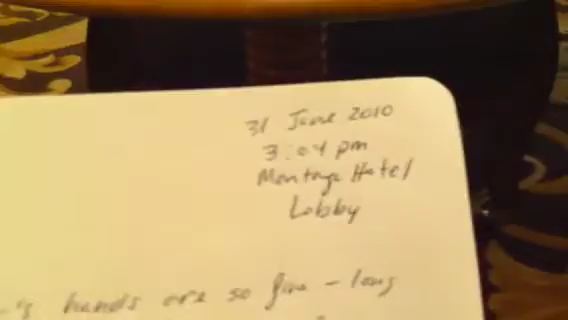 31 June 2010
3:04 pm
Montage Hotel
Lobby
hands are so fine - long